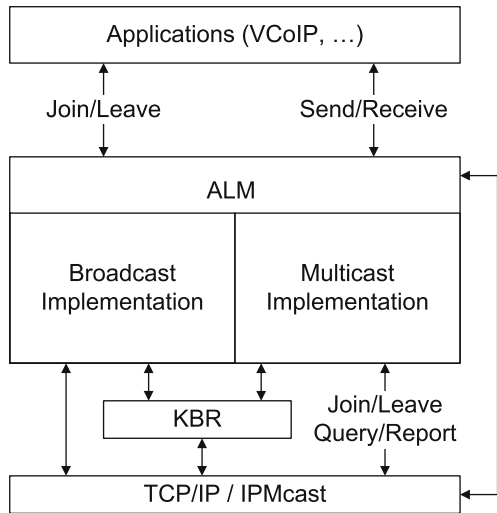 Applications (VCoIP, …)
Join/Leave
Send/Receive
ALM
Broadcast
Implementation
Multicast
Implementation
Join/Leave
Query/Report
KBR
TCP/IP / IPMcast